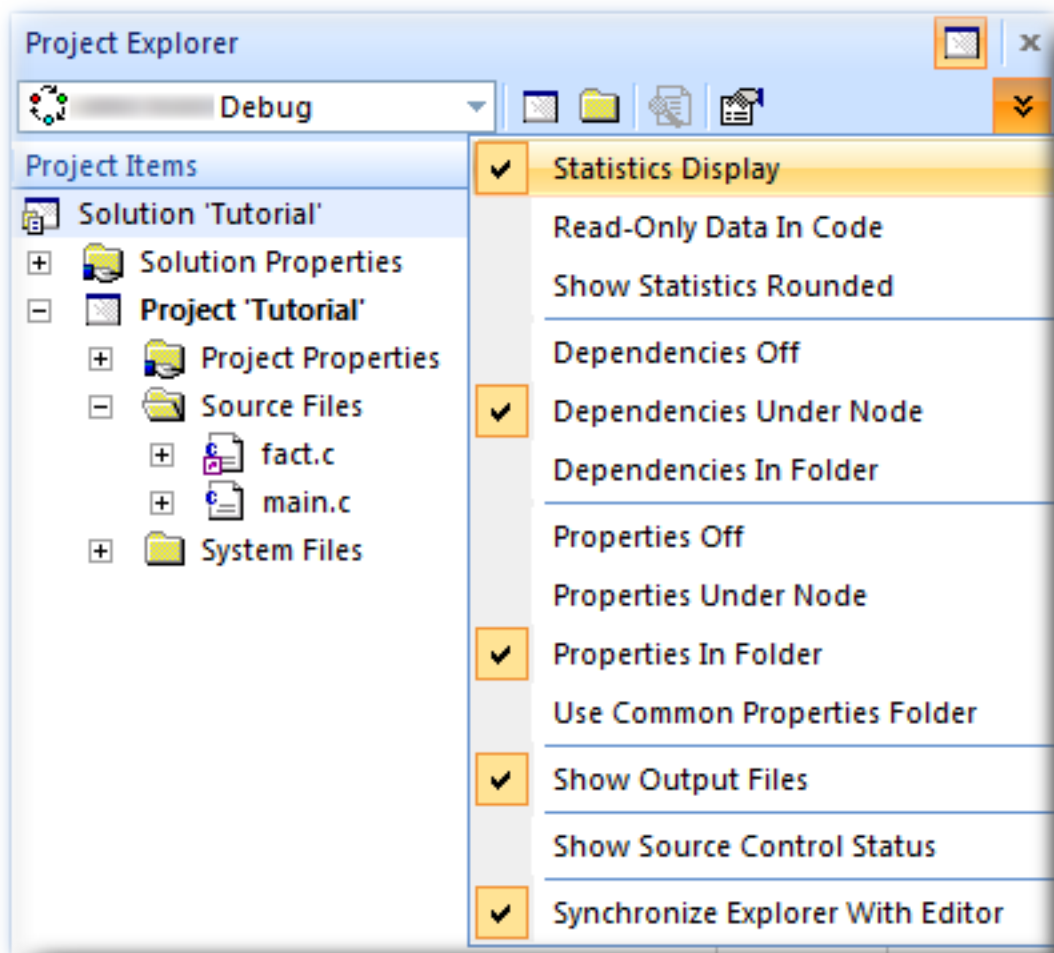 Project Explorer
Debug
Project Items
Solution 'Tutorial'
Solution Properties
Project 'Tutorial'
Project Properties
Source Files
fact.c
main.c
System Files
Statistics Display
Read-Only Data In Code
Show Statistics Rounded
Dependencies Off
Dependencies Under Node
Dependencies In Folder
Properties Off
Properties Under Node
Properties In Folder
Use Common Properties Folder
Show Output Files
Show Source Control Status
Synchronize Explorer With Editor